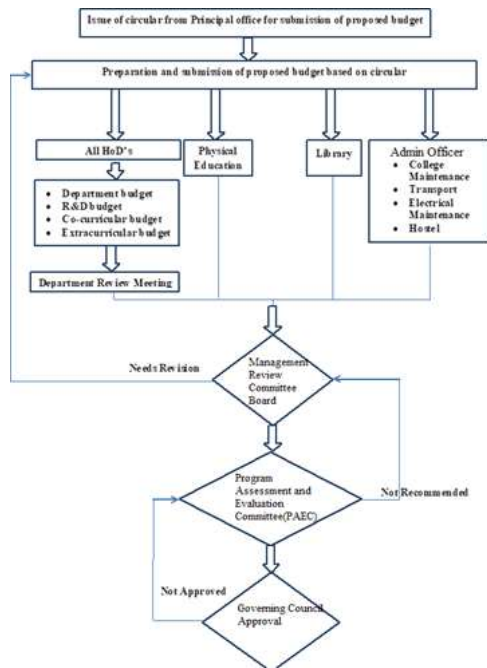 Issue of circular from Principal office for submission of proposed budget
Preparation and submission of proposed budget based on circular
All HoD's
Physical
Education
Library
Admin Officer
• College
Maintenance
• Transport
• Electrical
Maintenance
• Hostel
• Department budget
• R&D budget
• Co-curricular budget
• Extracurricular budget
Department Review Meeting
Needs Revision
Management
Review
Committee
Board
Program
Assessment and
Evaluation
Committee(PAEC)
Not Recommended
Not Approved
Governing Council
Approval